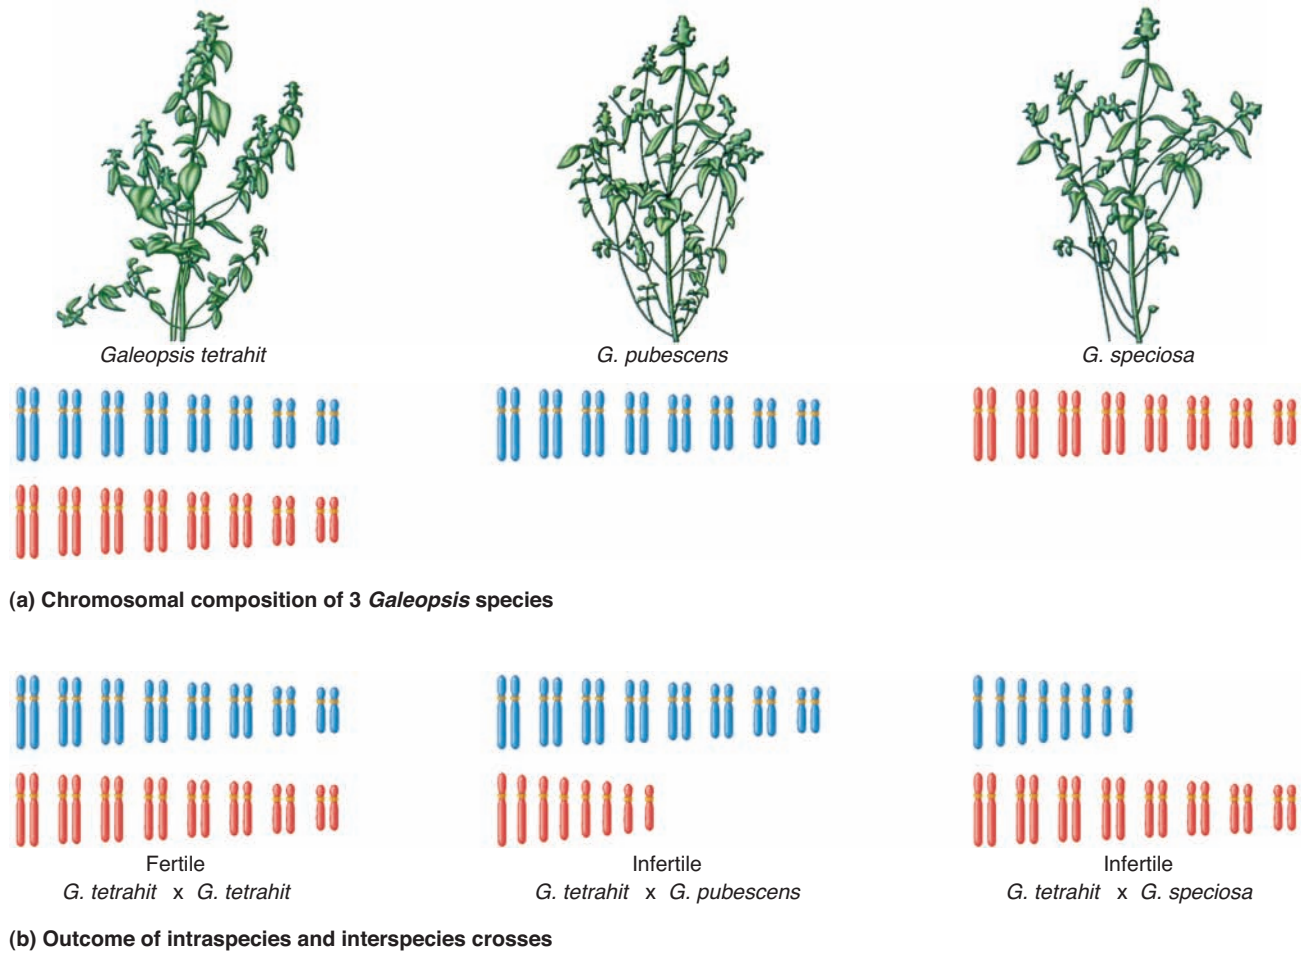 Galeopsis tetrahit
G. pubescens
G. speciosa
(a) Chromosomal composition of 3 Galeopsis species
Fertile
G. tetrahit x G. tetrahit
Infertile
G. tetrahit x G. pubescens
Infertile
G. tetrahit x G. speciosa
(b) Outcome of intraspecies and interspecies crosses